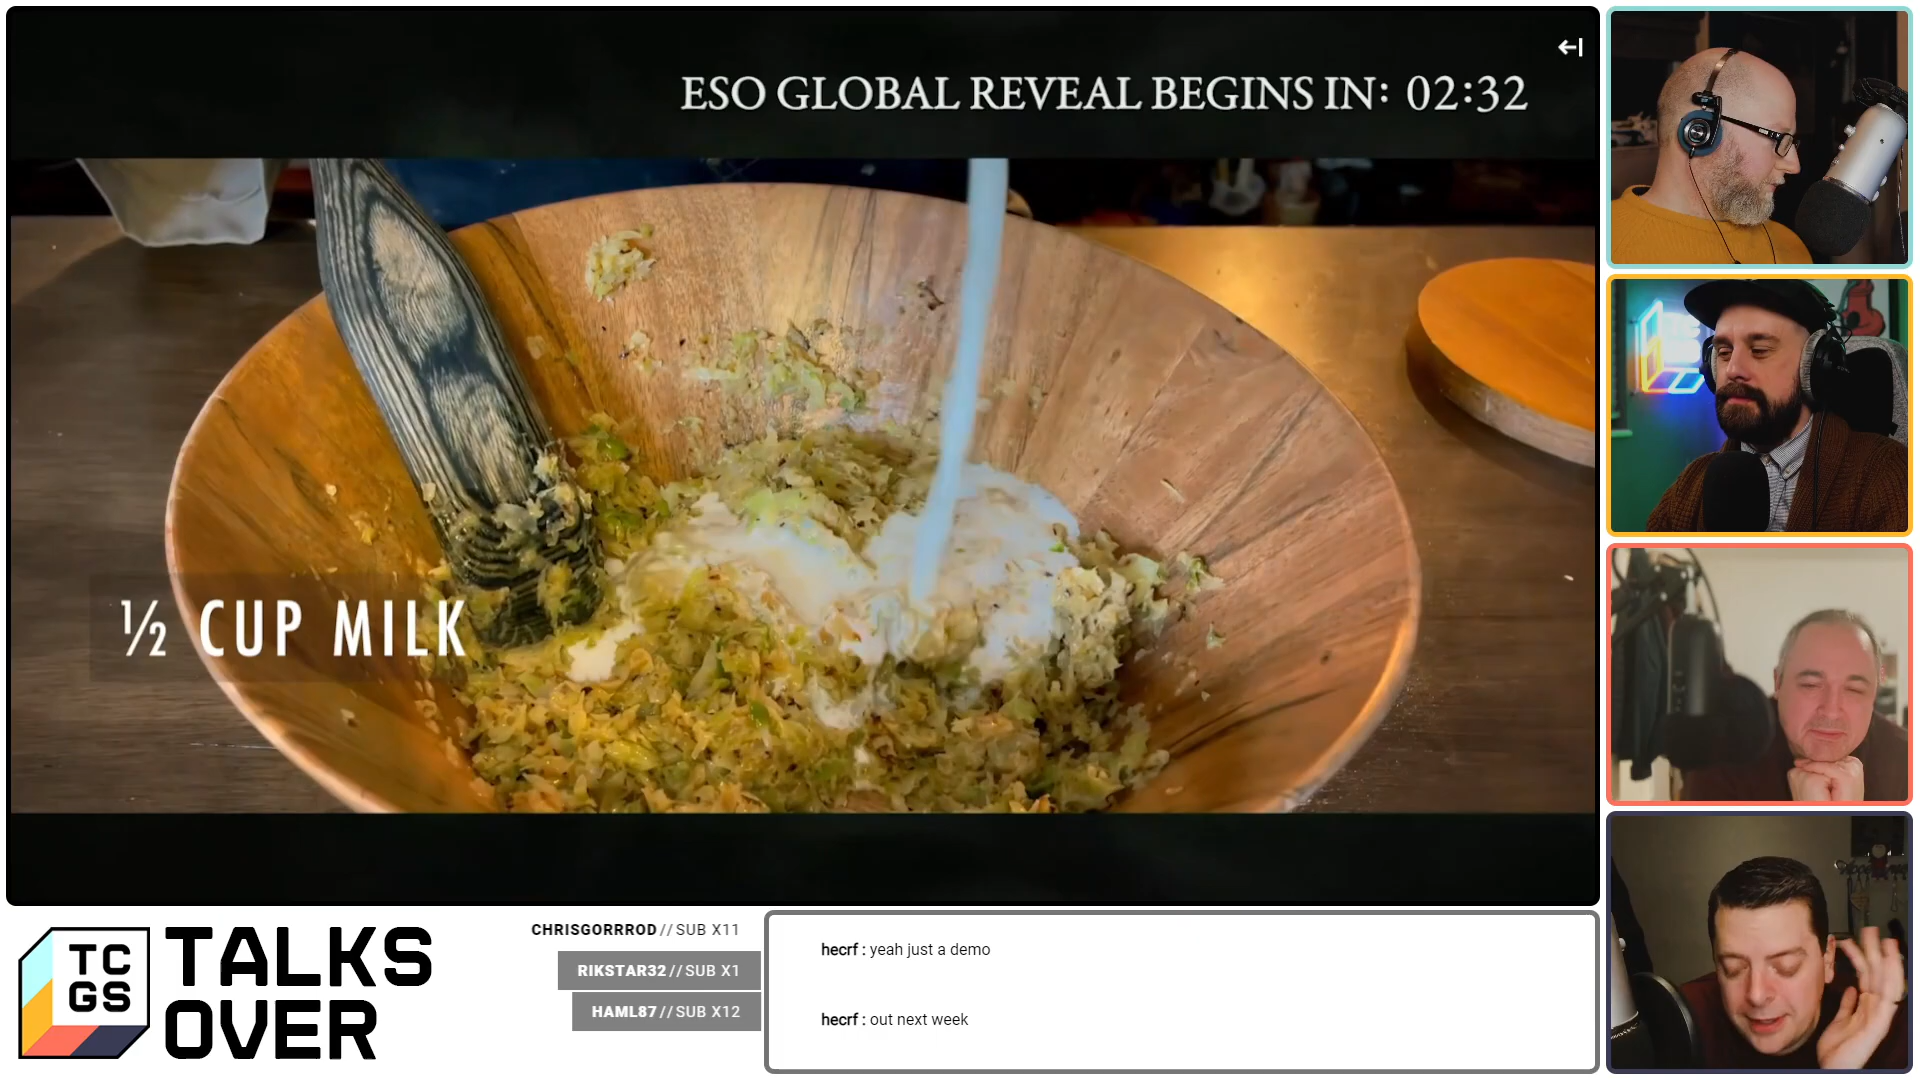 ESO GLOBAL REVEAL BEGINS IN: 02:32
½ CUP MILK
TC
GS
TALKS
OVER
CHRISGORRROD // SUB X11
RIKSTAR32 // SUB X1
HAML87 // SUB X12
hecrf : yeah just a demo
hecrf : out next week